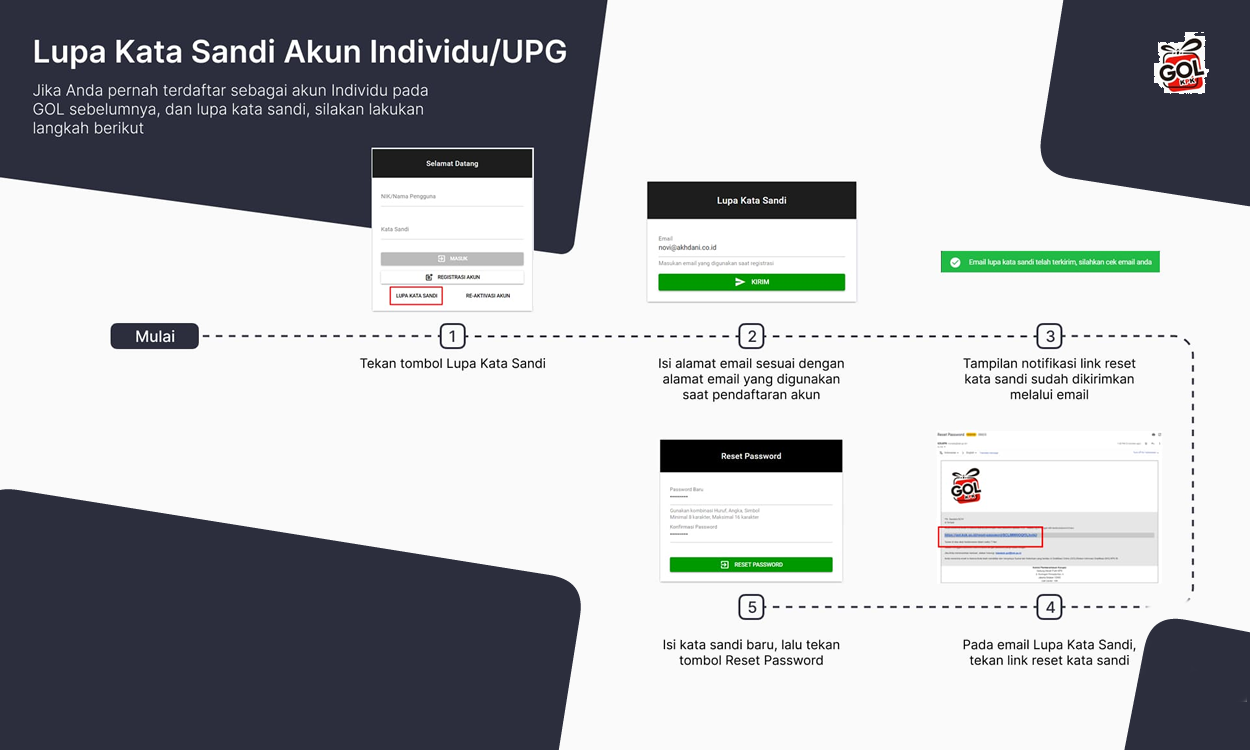 Lupa Kata Sandi Akun Individu/UPG
Jika Anda pernah terdaftar sebagai akun Individu pada
GOL sebelumnya, dan lupa kata sandi, silakan lakukan
langkah berikut
GOL
KPK
Selamat Datang
NIK/Nama Pengguna
Kata Sandi
MASUK
REGISTRASI AKUN
LUPA KATA SANDI
RE-AKTIVASI AKUN
Lupa Kata Sandi
Email
novi@akhdani.co.id
Masukan email yang digunakan saat registrasi
KIRIM
Email lupa kata sandi telah terkirim, silahkan cek email anda
Mulai
1
2
3
Tekan tombol Lupa Kata Sandi
Isi alamat email sesuai dengan
alamat email yang digunakan
saat pendaftaran akun
Tampilan notifikasi link reset
kata sandi sudah dikirimkan
melalui email
Reset Password
Password Baru
Gunakan kombinasi Huruf, Angka, Simbol
Minimal 8 karakter, Maksimal 16 karakter
Konfirmasi Password
RESET PASSWORD
Reset Password
GOL
5
4
Isi kata sandi baru, lalu tekan
tombol Reset Password
Pada email Lupa Kata Sandi,
tekan link reset kata sandi